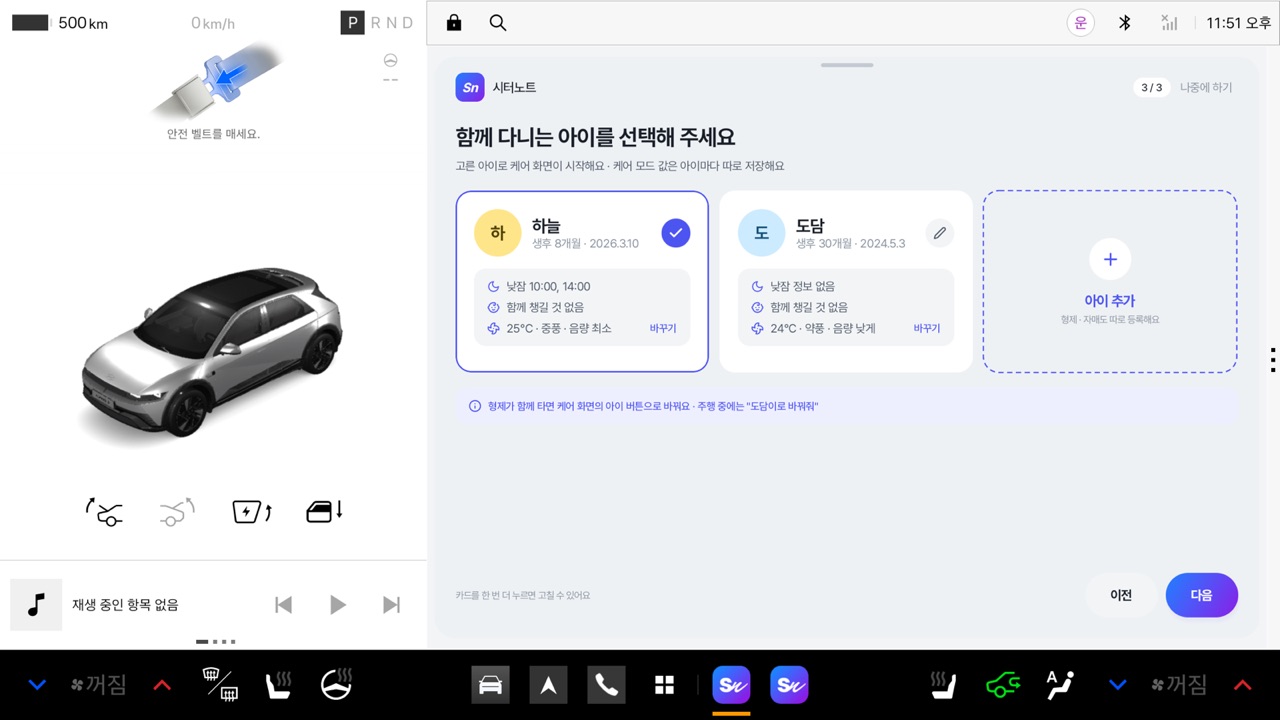 500 km
0 km/h
P R N D
운
11:51 오후
--
안전 벨트를 매세요.
Sn
시터노트
3 / 3
나중에 하기
함께 다니는 아이를 선택해 주세요
고른 아이로 케어 화면이 시작해요 · 케어 모드 값은 아이마다 따로 저장해요
하
하늘
생후 8개월 · 2026.3.10
낮잠 10:00, 14:00
함께 챙길 것 없음
25°C · 중풍 · 음량 최소
바꾸기
도
도담
생후 30개월 · 2024.5.3
낮잠 정보 없음
함께 챙길 것 없음
24°C · 약풍 · 음량 낮게
바꾸기
아이 추가
형제 · 자매도 따로 등록해요
형제가 함께 타면 케어 화면의 아이 버튼으로 바꿔요 · 주행 중에는 "도담이로 바꿔줘"
카드를 한 번 더 누르면 고칠 수 있어요
이전
다음
재생 중인 항목 없음
꺼짐
Sn
Sn
A
꺼짐